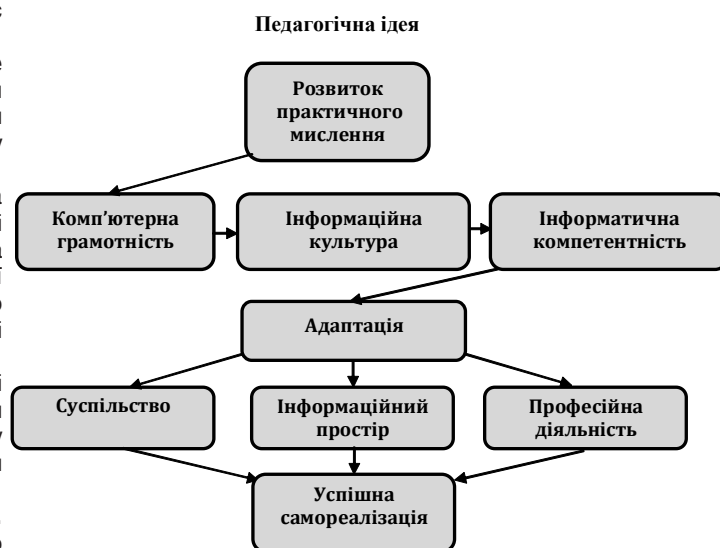 Педагогічна ідея
Розвиток
практичного
мислення
Комп’ютерна
грамотність
Інформаційна
культура
Інформатична
компетентність
Адаптація
Суспільство
Інформаційний
простір
Професійна
діяльність
Успішна
самореалізація